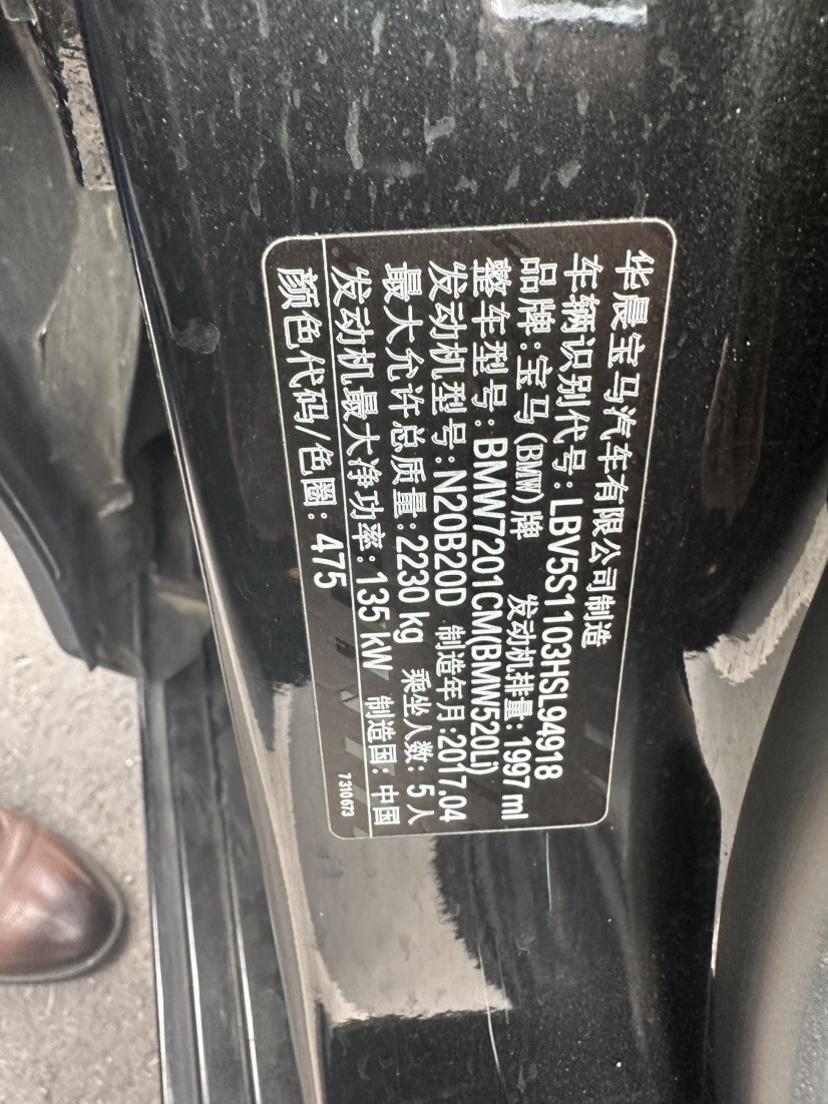 华晨宝马汽车有限公司制造
车辆识别代号：LBV5S1103HSL94918
品牌：宝马(BMW)牌 发动机排量：1997 ml
整车型号：BMW7201CM(BMW520Li)
发动机型号：N20B20D 制造年月：2017.04
最大允许总质量：2230 kg 乘坐人数：5人
发动机最大净功率：135 kW 制造国：中国
颜色代码/色圈：475 7310673